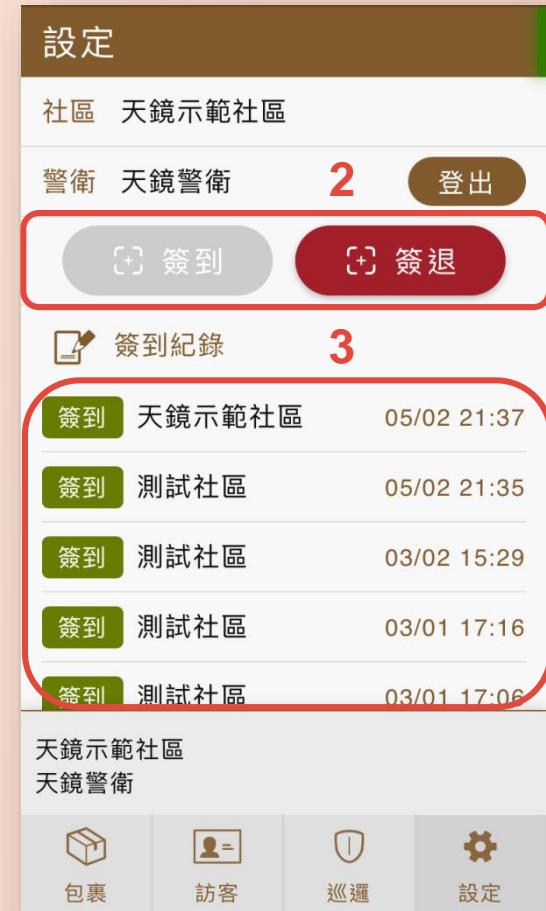 設定
社區 天鏡示範社區
警衛 天鏡警衛 2 登出
簽到 簽退
簽到紀錄 3
簽到 天鏡示範社區 05/02 21:37
簽到 測試社區 05/02 21:35
簽到 測試社區 03/02 15:29
簽到 測試社區 03/01 17:16
簽到 測試社區 03/01 17:06
天鏡示範社區
天鏡警衛
包裹 訪客 巡邏 設定